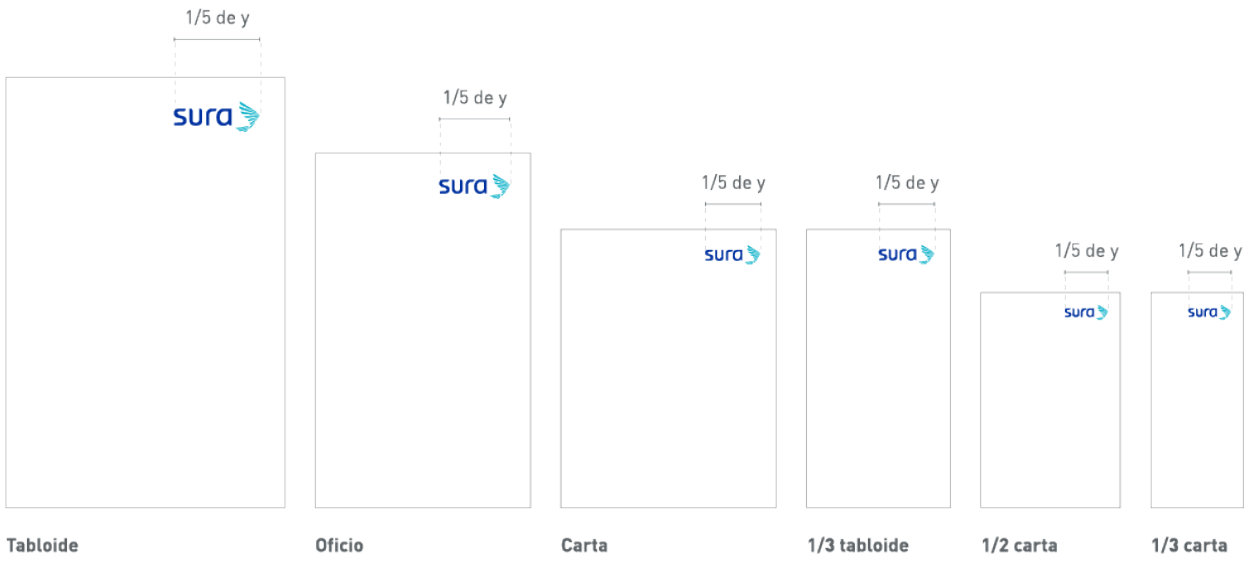 1/5 de y
sura
Tabloide
1/5 de y
sura
Oficio
1/5 de y
sura
Carta
1/5 de y
sura
1/3 tabloide
1/5 de y
sura
1/2 carta
1/5 de y
sura
1/3 carta